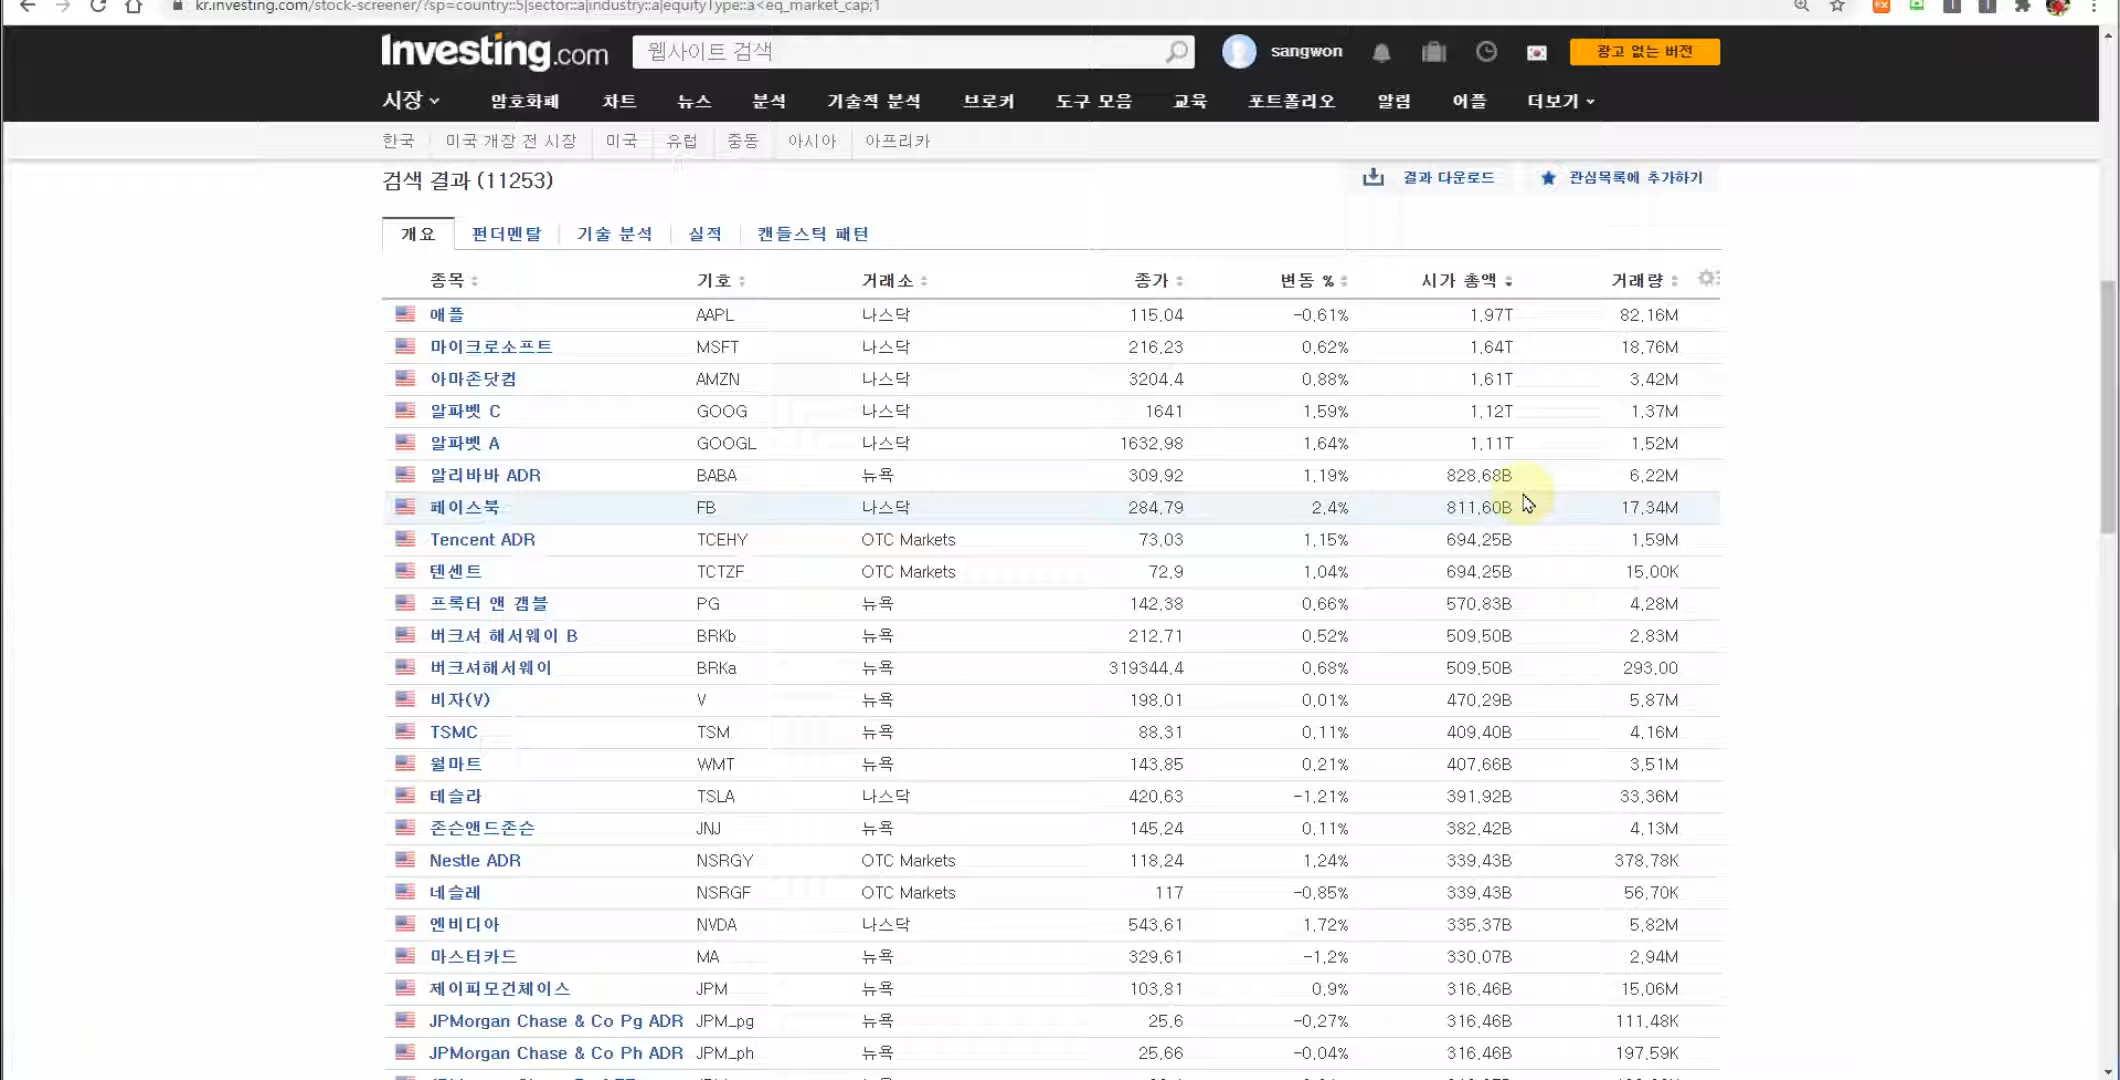 kr.investing.com/stock-screener/?sp=country::5|sector::a|industry::a|equityType::a<eq_market_cap;1
Investing.com 웹사이트 검색 sangwon 광고 없는 버전
시장 암호화폐 차트 뉴스 분석 기술적 분석 브로커 도구 모음 교육 포트폴리오 알림 어플 더보기
한국 미국 개장 전 시장 미국 유럽 중동 아시아 아프리카
검색 결과 (11253) 결과 다운로드 관심목록에 추가하기
개요 펀더멘탈 기술 분석 실적 캔들스틱 패턴
종목 기호 거래소 종가 변동 % 시가 총액 거래량
애플 AAPL 나스닥 115.04 -0.61% 1.97T 82.16M
마이크로소프트 MSFT 나스닥 216.23 0.62% 1.64T 18.76M
아마존닷컴 AMZN 나스닥 3204.4 0.88% 1.61T 3.42M
알파벳 C GOOG 나스닥 1641 1.59% 1.12T 1.37M
알파벳 A GOOGL 나스닥 1632.98 1.64% 1.11T 1.52M
알리바바 ADR BABA 뉴욕 309.92 1.19% 828.68B 6.22M
페이스북 FB 나스닥 284.79 2.4% 811.60B 17.34M
Tencent ADR TCEHY OTC Markets 73.03 1.15% 694.25B 1.59M
텐센트 TCTZF OTC Markets 72.9 1.04% 694.25B 15.00K
프록터 앤 갬블 PG 뉴욕 142.38 0.66% 570.83B 4.28M
버크셔 해서웨이 B BRKb 뉴욕 212.71 0.52% 509.50B 2.83M
버크셔해서웨이 BRKa 뉴욕 319344.4 0.68% 509.50B 293.00
비자(V) V 뉴욕 198.01 0.01% 470.29B 5.87M
TSMC TSM 뉴욕 88.31 0.11% 409.40B 4.16M
월마트 WMT 뉴욕 143.85 0.21% 407.66B 3.51M
테슬라 TSLA 나스닥 420.63 -1.21% 391.92B 33.36M
존슨앤드존슨 JNJ 뉴욕 145.24 0.11% 382.42B 4.13M
Nestle ADR NSRGY OTC Markets 118.24 1.24% 339.43B 378.78K
네슬레 NSRGF OTC Markets 117 -0.85% 339.43B 56.70K
엔비디아 NVDA 나스닥 543.61 1.72% 335.37B 5.82M
마스터카드 MA 뉴욕 329.61 -1.2% 330.07B 2.94M
제이피모건체이스 JPM 뉴욕 103.81 0.9% 316.46B 15.06M
JPMorgan Chase & Co Pg ADR JPM_pg 뉴욕 25.6 -0.27% 316.46B 111.48K
JPMorgan Chase & Co Ph ADR JPM_ph 뉴욕 25.66 -0.04% 316.46B 197.59K